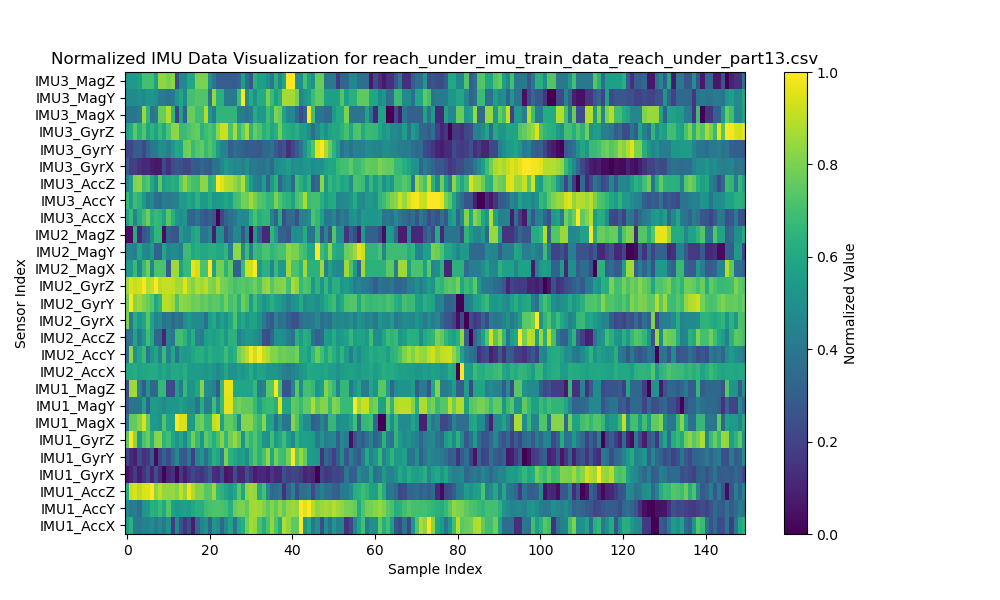 Normalized IMU Data Visualization for reach_under_imu_train_data_reach_under_part13.csv
IMU3_MagZ
IMU3_MagY
IMU3_MagX
IMU3_GyrZ
IMU3_GyrY
IMU3_GyrX
IMU3_AccZ
IMU3_AccY
IMU3_AccX
IMU2_MagZ
IMU2_MagY
IMU2_MagX
IMU2_GyrZ
IMU2_GyrY
IMU2_GyrX
IMU2_AccZ
IMU2_AccY
IMU2_AccX
IMU1_MagZ
IMU1_MagY
IMU1_MagX
IMU1_GyrZ
IMU1_GyrY
IMU1_GyrX
IMU1_AccZ
IMU1_AccY
IMU1_AccX
Sensor Index
0 20 40 60 80 100 120 140
Sample Index
1.0
0.8
0.6
0.4
0.2
0.0
Normalized Value